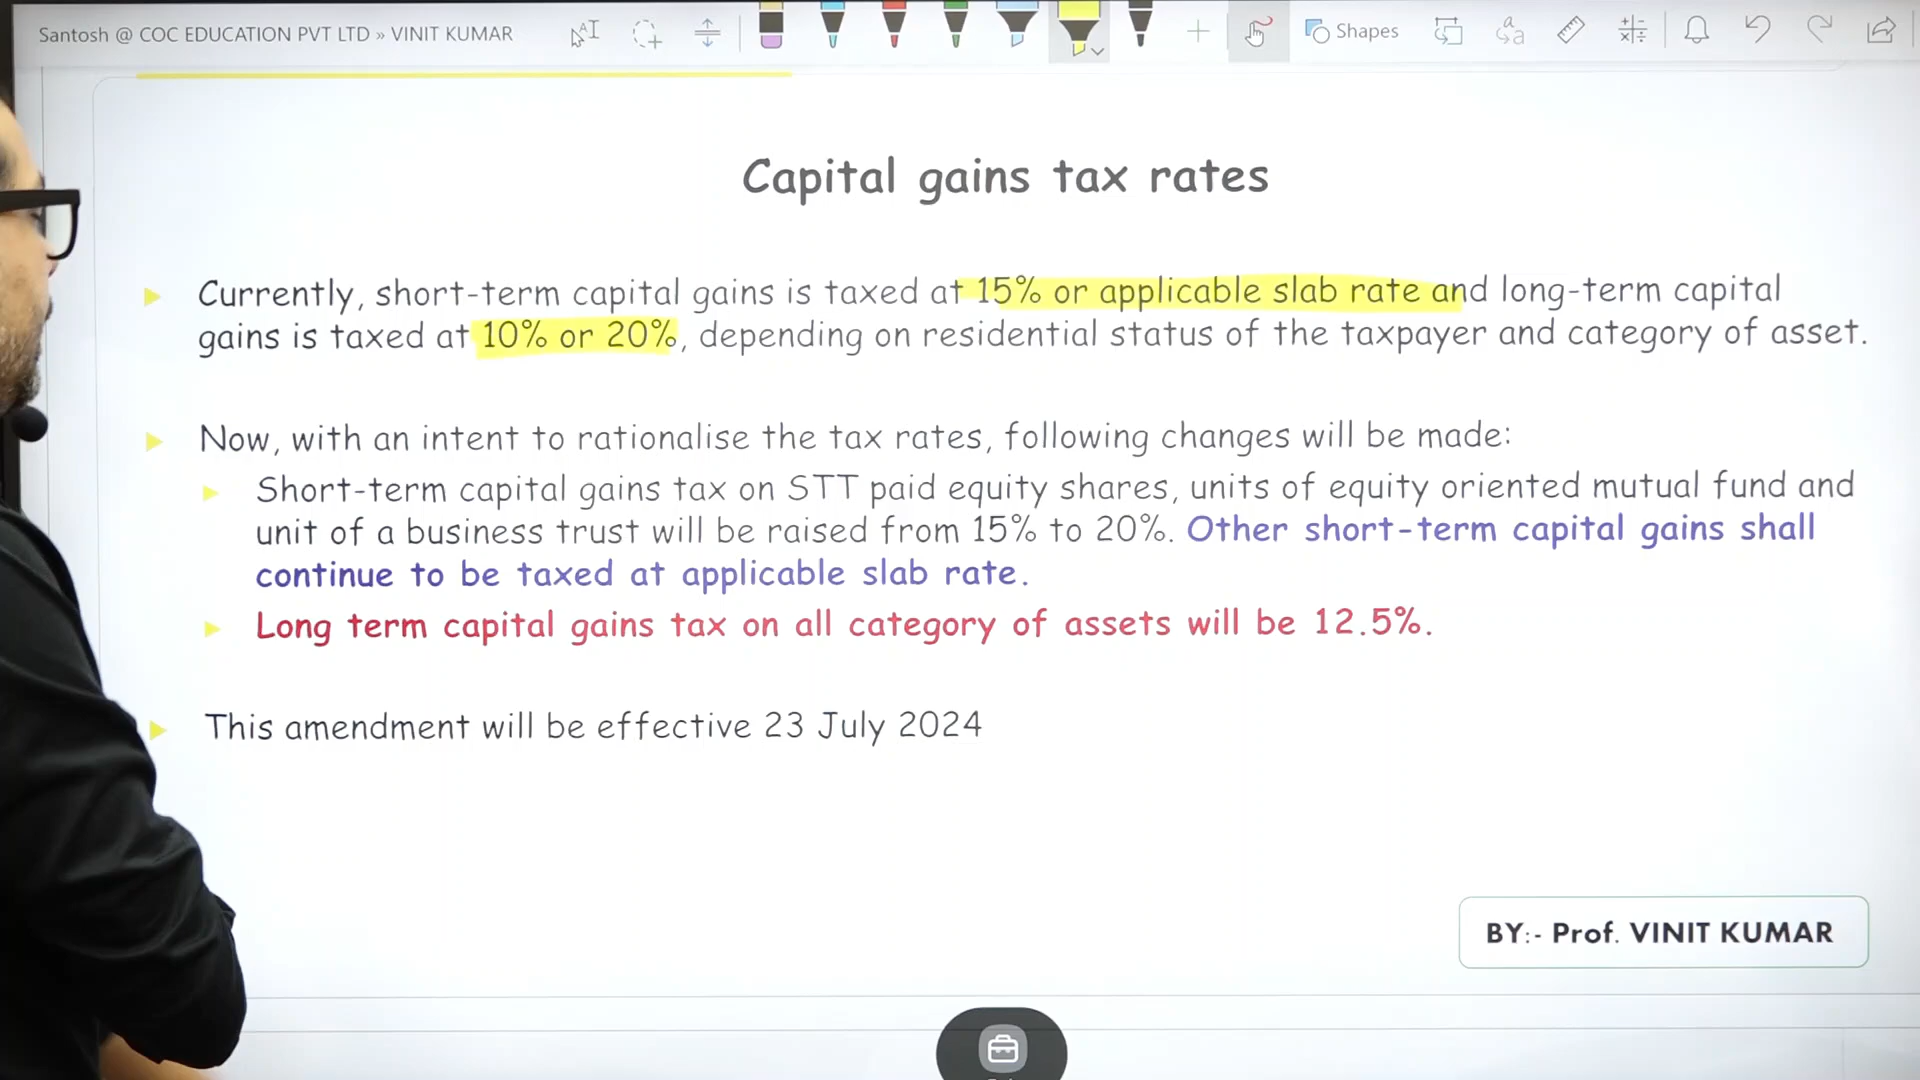 Santosh @ COC EDUCATION PVT LTD » VINIT KUMAR
Shapes
Capital gains tax rates
Currently, short-term capital gains is taxed at 15% or applicable slab rate and long-term capital
gains is taxed at 10% or 20%, depending on residential status of the taxpayer and category of asset.
Now, with an intent to rationalise the tax rates, following changes will be made:
Short-term capital gains tax on STT paid equity shares, units of equity oriented mutual fund and
unit of a business trust will be raised from 15% to 20%. Other short-term capital gains shall
continue to be taxed at applicable slab rate.
Long term capital gains tax on all category of assets will be 12.5%.
This amendment will be effective 23 July 2024
BY:- Prof. VINIT KUMAR